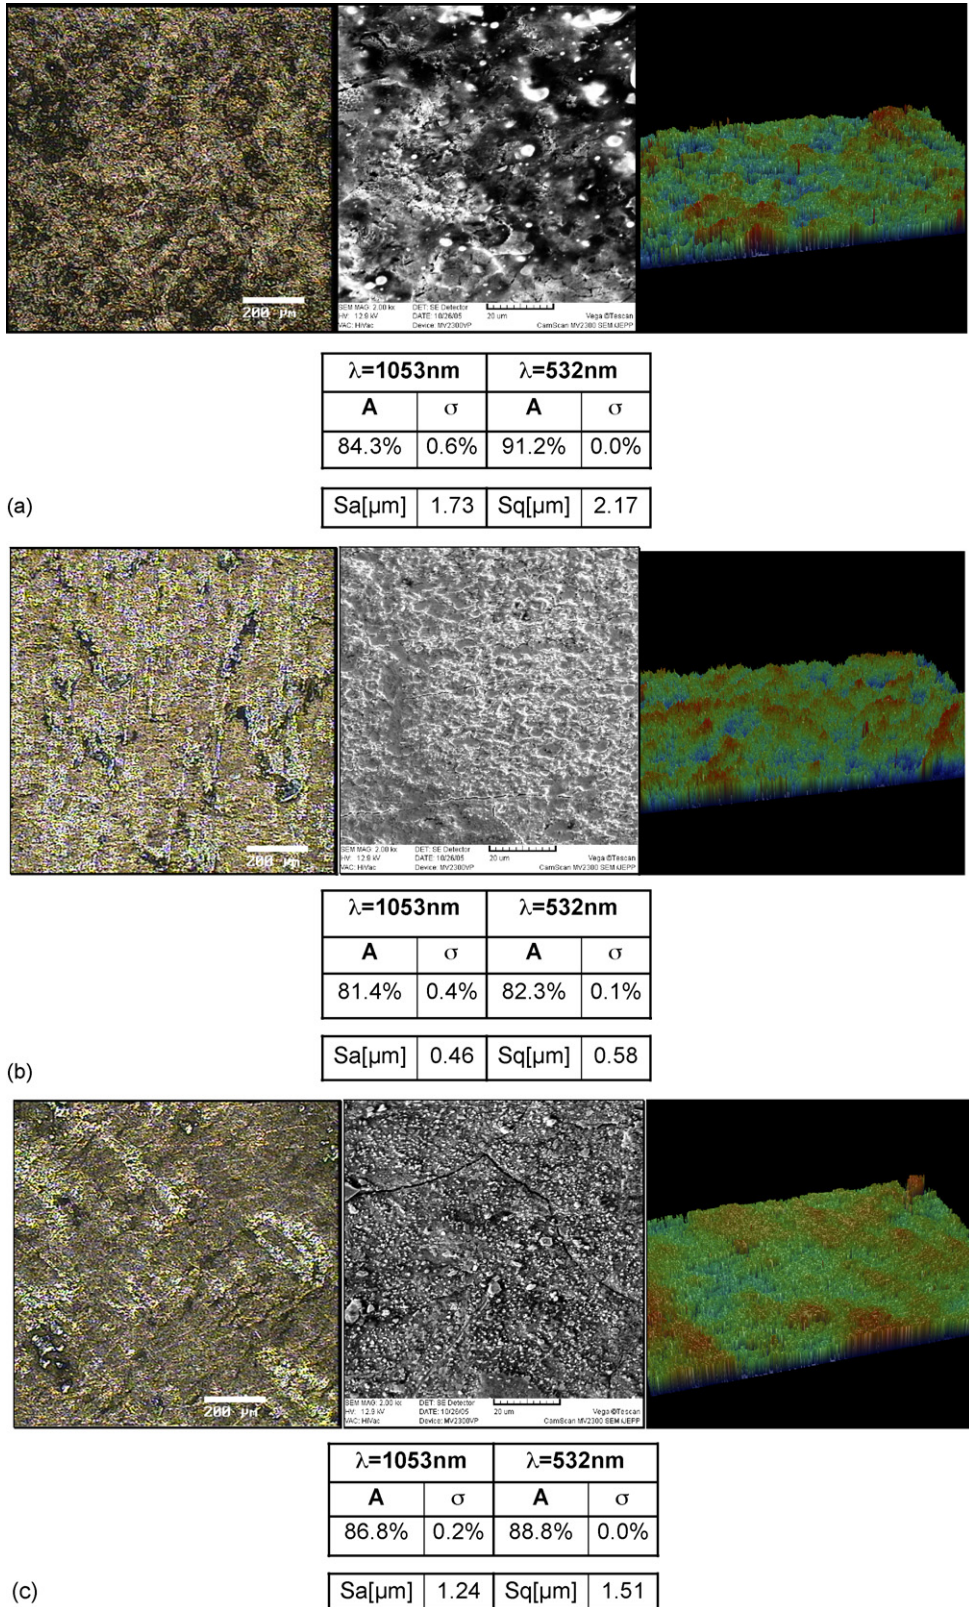 200 µm
SEM MAG: 2.00 kx DET: SE Detector
HV: 12.9 kV DATE: 10/26/05 20 um Vega ©Tescan
VAC: HiVac Device: MV2300VP CamScan MV2300 SEM/JEPP
λ=1053nm λ=532nm
A σ A σ
84.3% 0.6% 91.2% 0.0%
(a) Sa[µm] 1.73 Sq[µm] 2.17
200 µm
SEM MAG: 2.00 kx DET: SE Detector
HV: 12.9 kV DATE: 10/26/05 20 um Vega ©Tescan
VAC: HiVac Device: MV2300VP CamScan MV2300 SEM/JEPP
λ=1053nm λ=532nm
A σ A σ
81.4% 0.4% 82.3% 0.1%
(b) Sa[µm] 0.46 Sq[µm] 0.58
200 µm
SEM MAG: 2.00 kx DET: SE Detector
HV: 12.9 kV DATE: 10/26/05 20 um Vega ©Tescan
VAC: HiVac Device: MV2300VP CamScan MV2300 SEM/JEPP
λ=1053nm λ=532nm
A σ A σ
86.8% 0.2% 88.8% 0.0%
(c) Sa[µm] 1.24 Sq[µm] 1.51